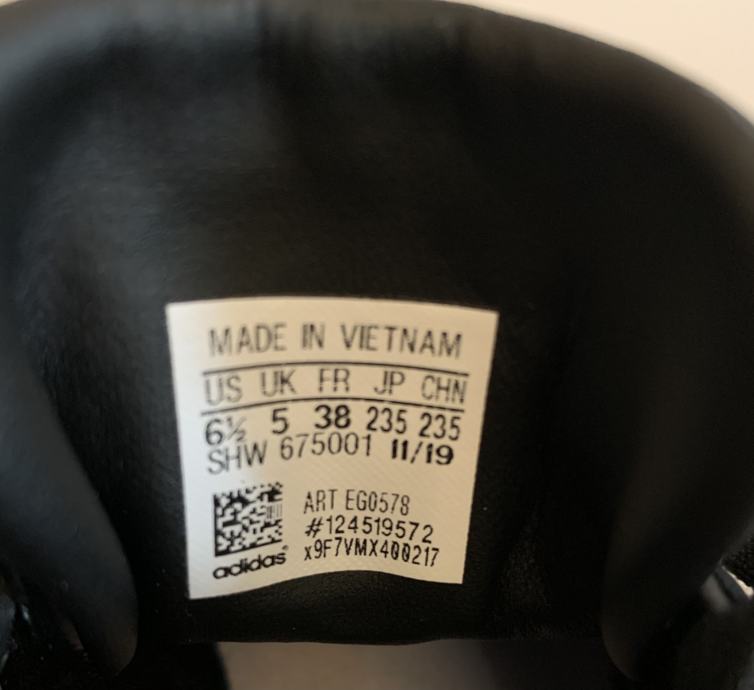 MADE IN VIETNAM
US UK FR JP CHN
6½ 5 38 235 235
SHW 675001 11/19
ART EG0578
#124519572
x9F7VMX400217
adidas